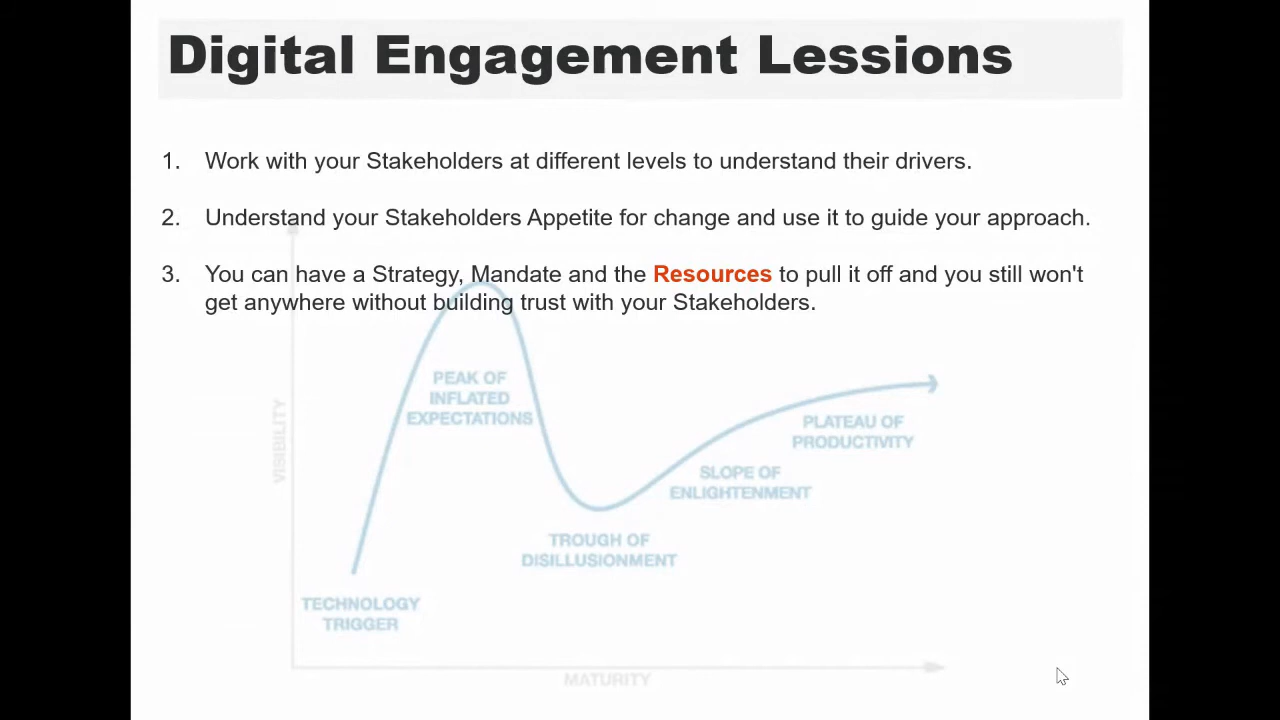 Digital Engagement Lessions
1. Work with your Stakeholders at different levels to understand their drivers.
2. Understand your Stakeholders Appetite for change and use it to guide your approach.
3. You can have a Strategy, Mandate and the Resources to pull it off and you still won't
get anywhere without building trust with your Stakeholders.
PEAK OF
INFLATED
EXPECTATIONS
VISIBILITY
PLATEAU OF
PRODUCTIVITY
SLOPE OF
ENLIGHTENMENT
TROUGH OF
DISILLUSIONMENT
TECHNOLOGY
TRIGGER
MATURITY